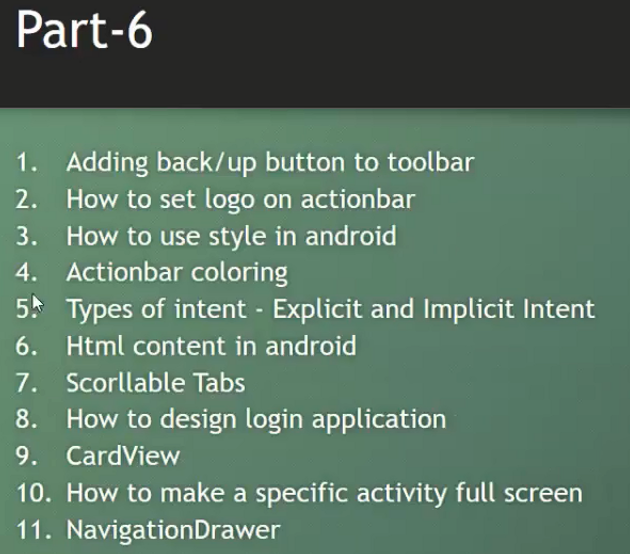 Part-6
1. Adding back/up button to toolbar
2. How to set logo on actionbar
3. How to use style in android
4. Actionbar coloring
5. Types of intent - Explicit and Implicit Intent
6. Html content in android
7. Scorllable Tabs
8. How to design login application
9. CardView
10. How to make a specific activity full screen
11. NavigationDrawer